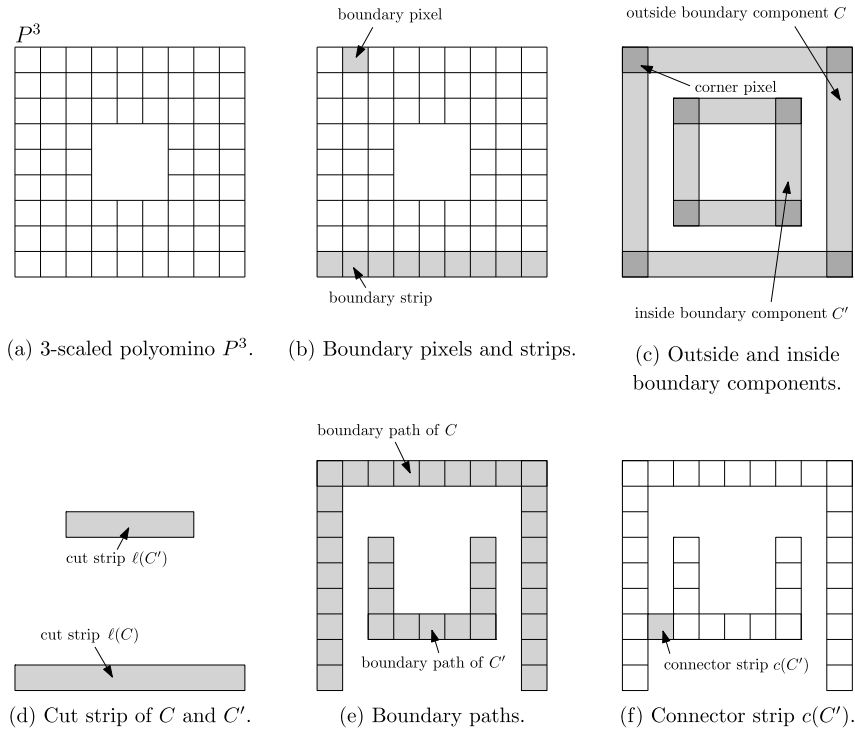 P³
boundary pixel
boundary strip
outside boundary component C
corner pixel
inside boundary component C′
(a) 3-scaled polyomino P³.
(b) Boundary pixels and strips.
(c) Outside and inside
boundary components.
cut strip ℓ(C′)
cut strip ℓ(C)
boundary path of C
boundary path of C′
connector strip c(C′)
(d) Cut strip of C and C′.
(e) Boundary paths.
(f) Connector strip c(C′).